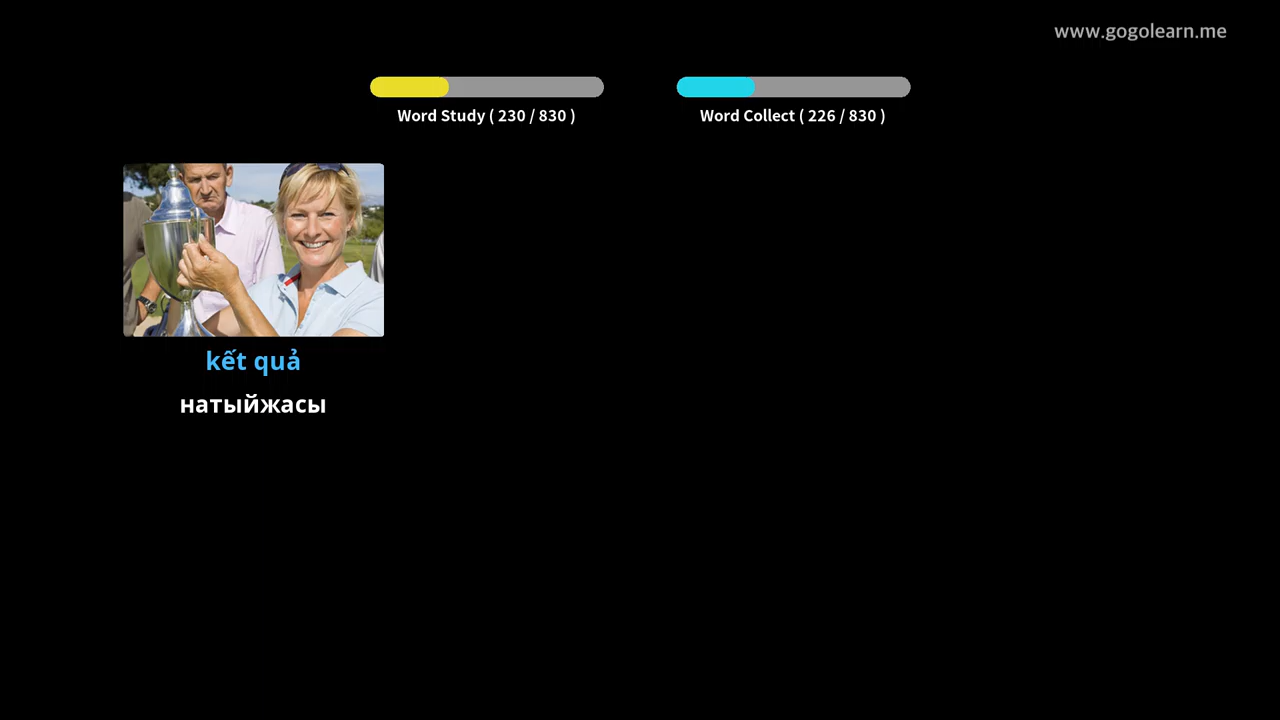 www.gogolearn.me
Word Study ( 230 / 830 )
Word Collect ( 226 / 830 )
kết quả
натыйжасы